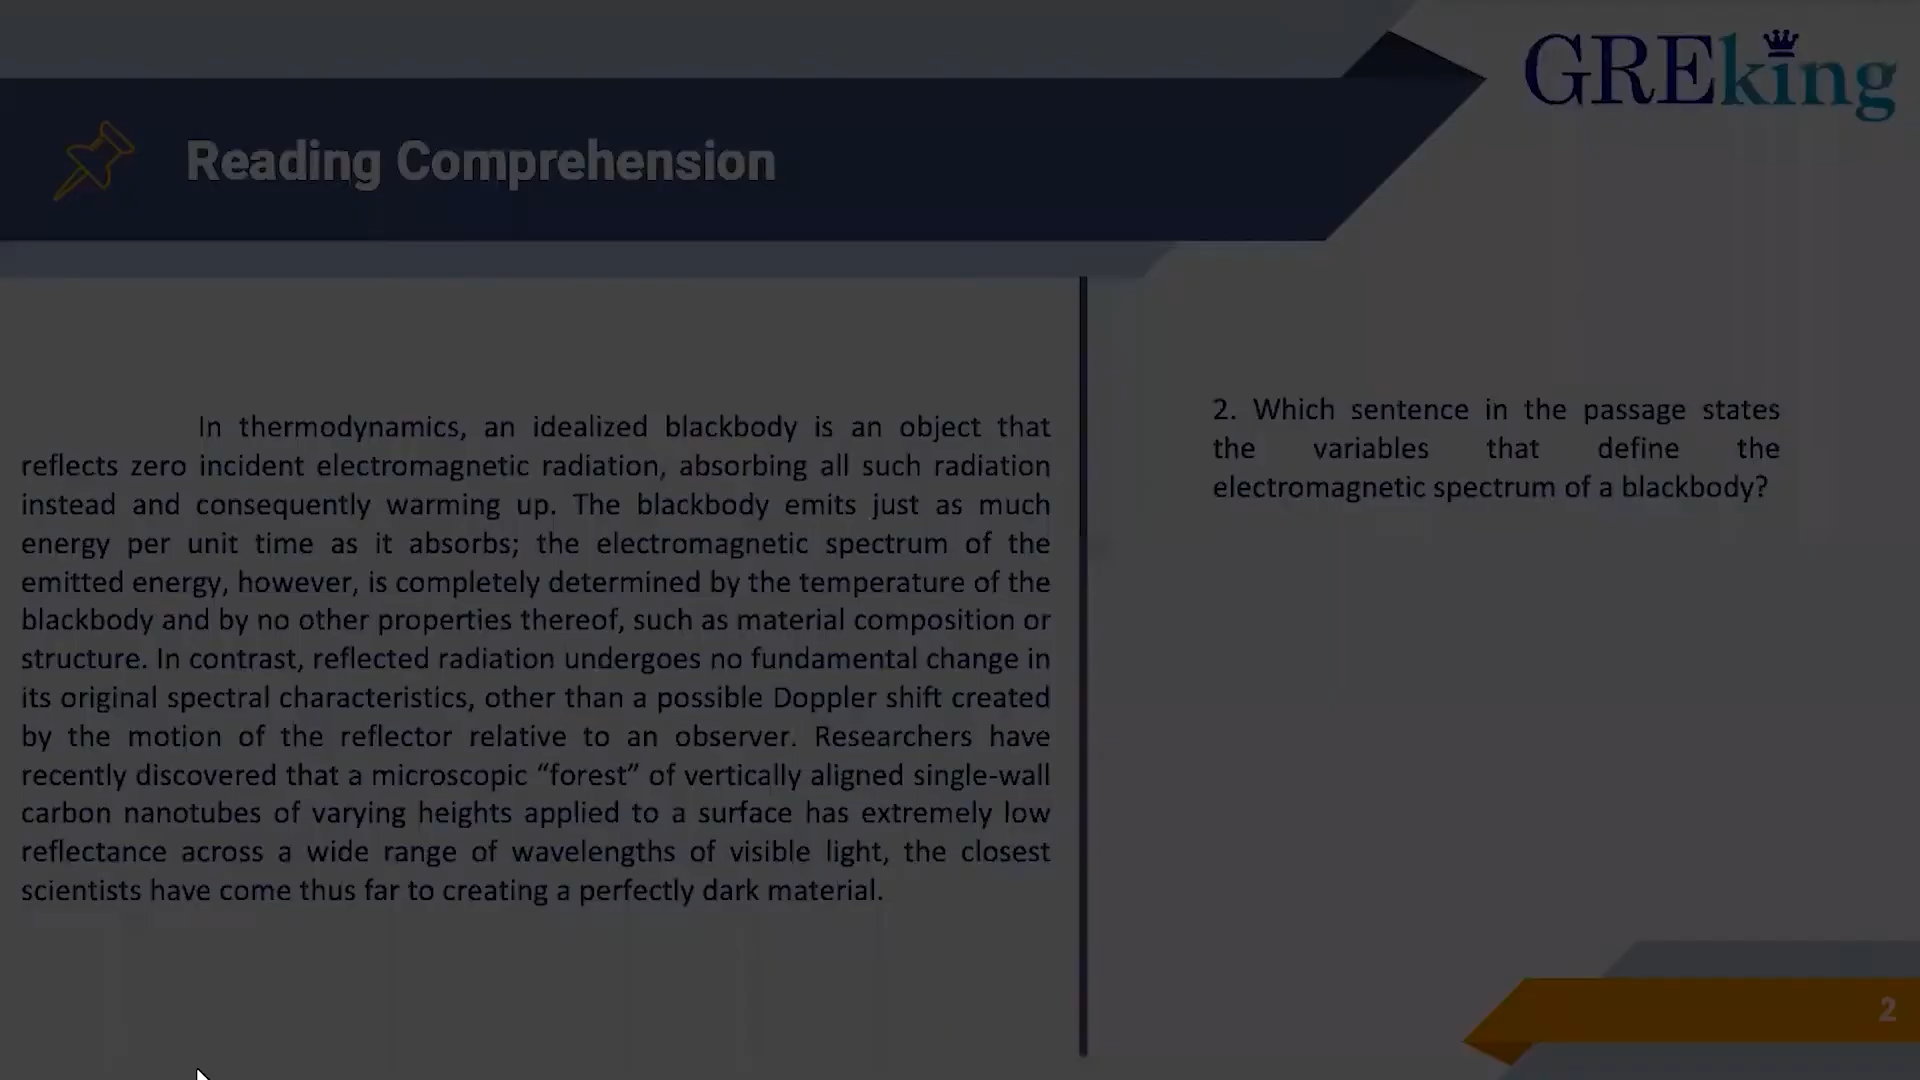 GREking
Reading Comprehension
In thermodynamics, an idealized blackbody is an object that
reflects zero incident electromagnetic radiation, absorbing all such radiation
instead and consequently warming up. The blackbody emits just as much
energy per unit time as it absorbs; the electromagnetic spectrum of the
emitted energy, however, is completely determined by the temperature of the
blackbody and by no other properties thereof, such as material composition or
structure. In contrast, reflected radiation undergoes no fundamental change in
its original spectral characteristics, other than a possible Doppler shift created
by the motion of the reflector relative to an observer. Researchers have
recently discovered that a microscopic “forest” of vertically aligned single-wall
carbon nanotubes of varying heights applied to a surface has extremely low
reflectance across a wide range of wavelengths of visible light, the closest
scientists have come thus far to creating a perfectly dark material.
2. Which sentence in the passage states
the variables that define the
electromagnetic spectrum of a blackbody?
2